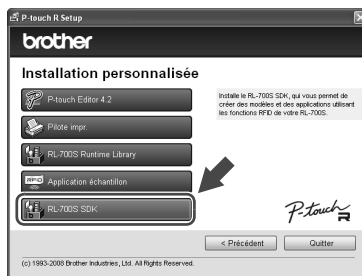 P-touch R Setup
brother
Installation personnalisée
P-touch Editor 4.2
Installe le RL-700S SDK, qui vous permet de
créer des modèles et des applications utilisant
les fonctions RFID de votre RL-700S.
Pilote impr.
RL-700S Runtime Library
RFID
Application échantillon
RL-700S SDK
P-touch R
< Précédent
Quitter
(c) 1993-2008 Brother Industries, Ltd. All Rights Reserved.